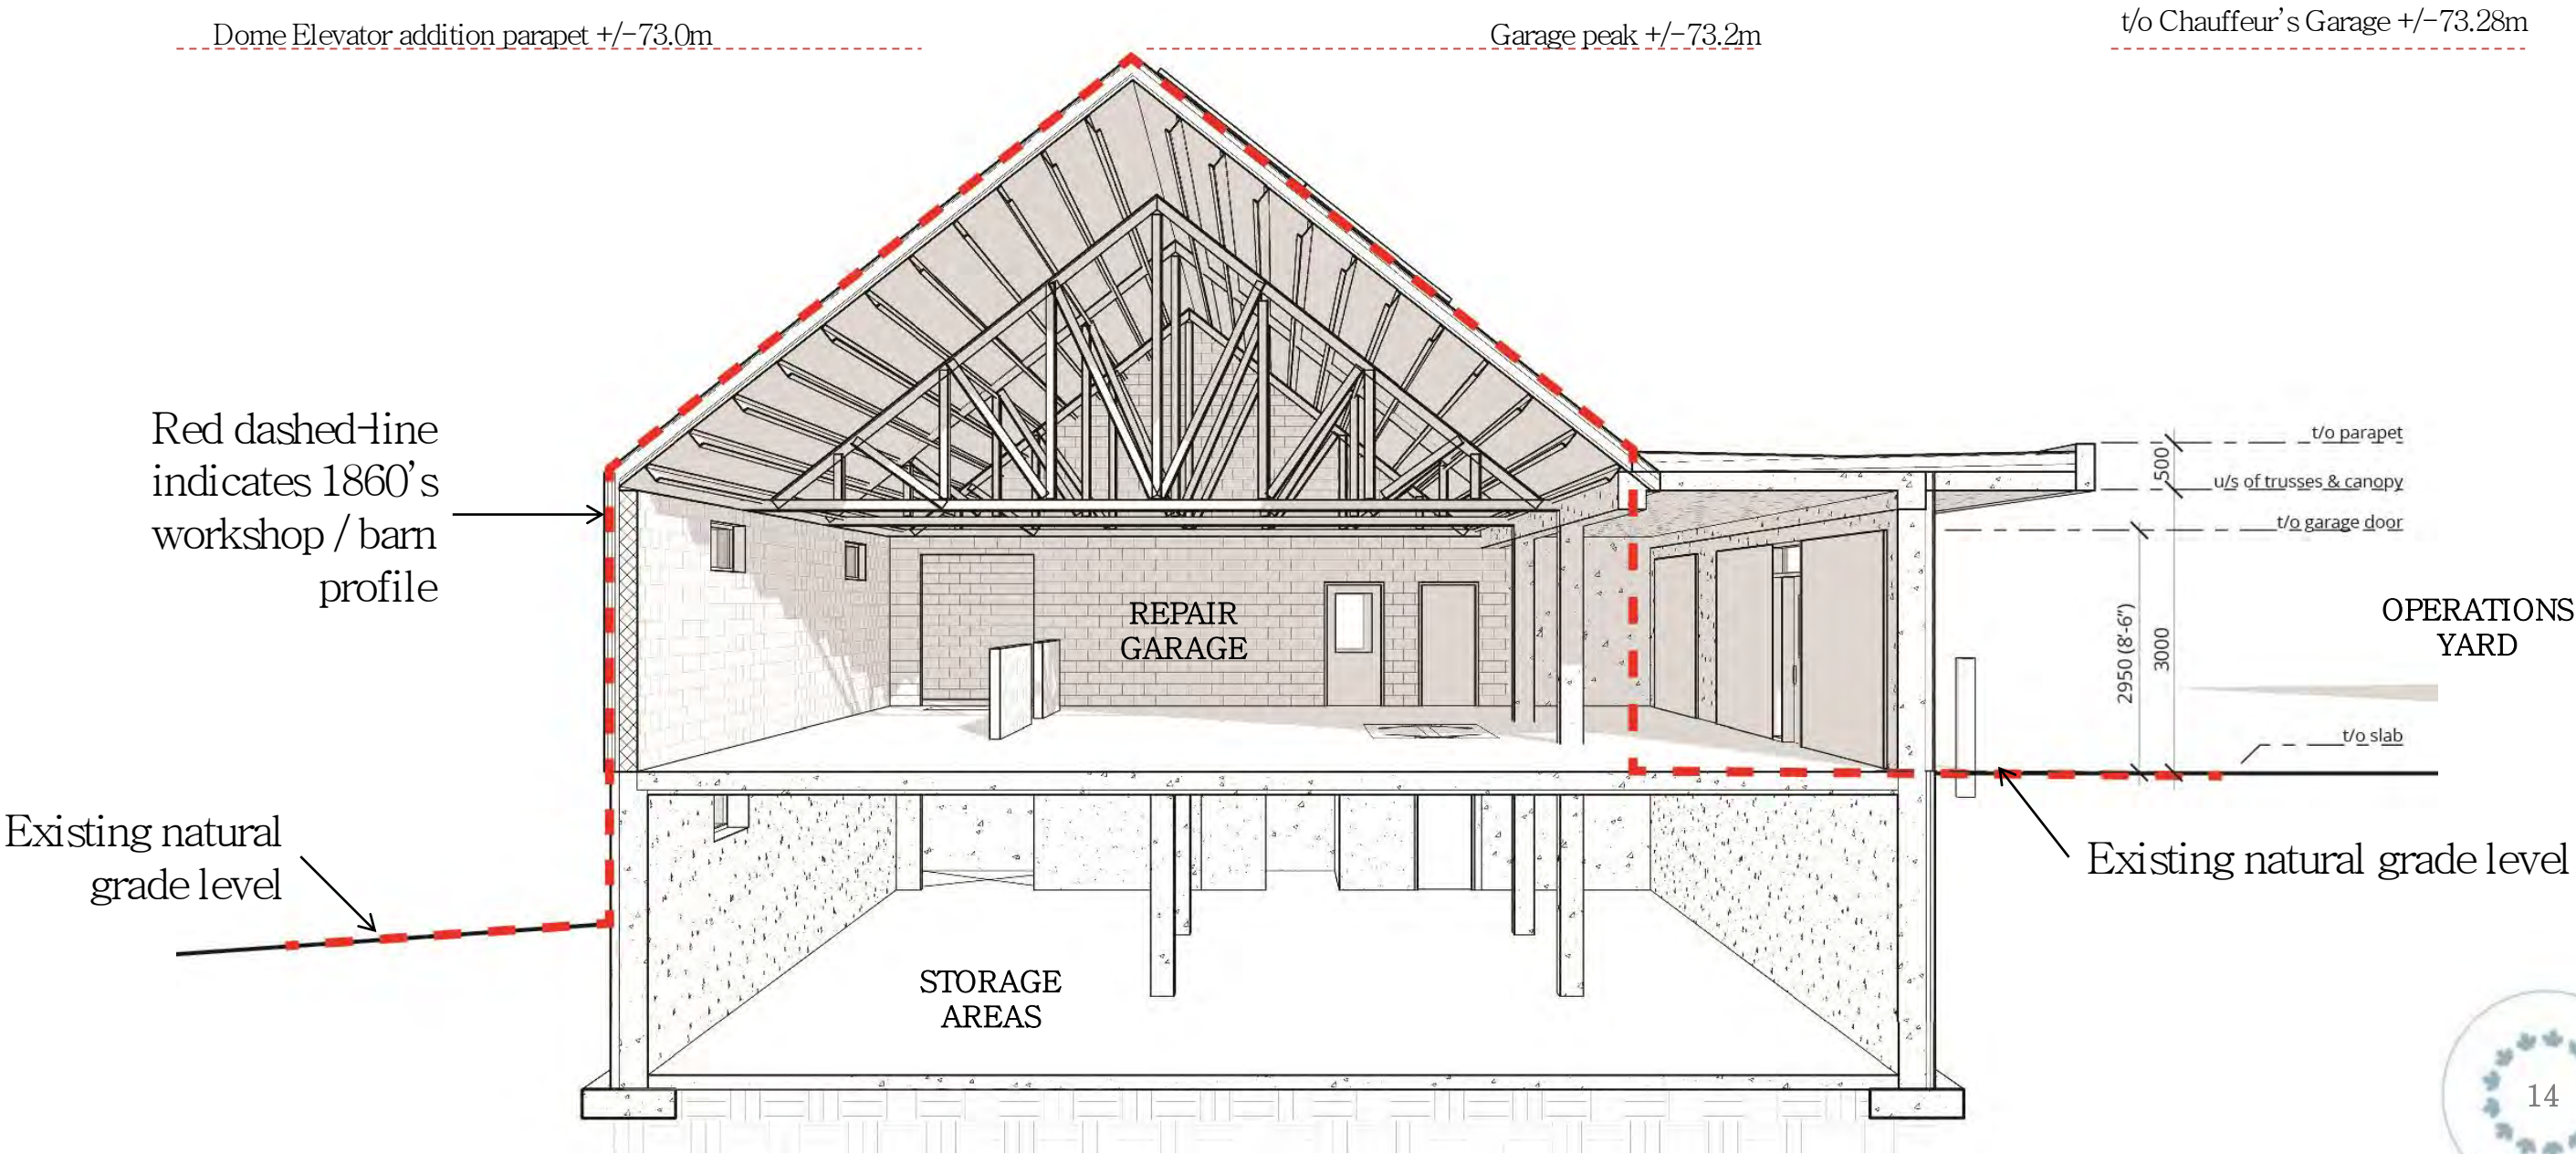 Dome Elevator addition parapet +/-73.0m
Garage peak +/-73.2m
t/o Chauffeur's Garage +/-73.28m
Red dashed-line
indicates 1860's
workshop / barn
profile
t/o parapet
500
u/s of trusses & canopy
t/o garage door
REPAIR
GARAGE
2950 (8'-6")
3000
OPERATIONS
YARD
t/o slab
Existing natural
grade level
Existing natural grade level
STORAGE
AREAS
14